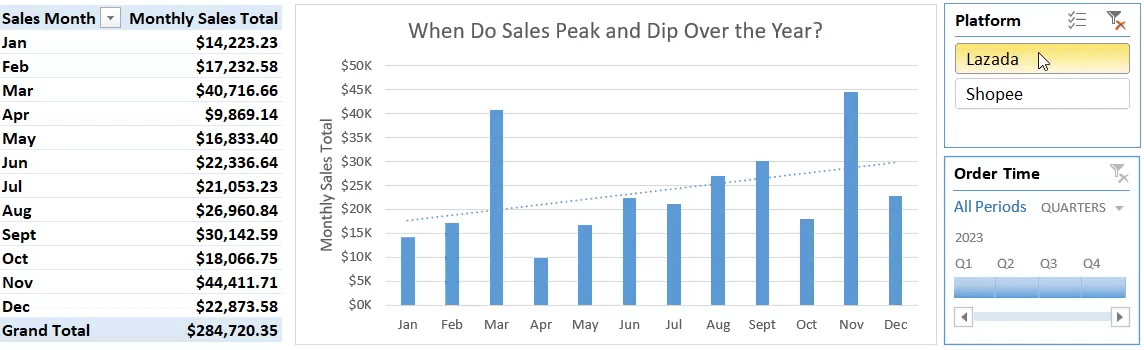 Sales Month Monthly Sales Total
Jan $14,223.23
Feb $17,232.58
Mar $40,716.66
Apr $9,869.14
May $16,833.40
Jun $22,336.64
Jul $21,053.23
Aug $26,960.84
Sept $30,142.59
Oct $18,066.75
Nov $44,411.71
Dec $22,873.58
Grand Total $284,720.35
When Do Sales Peak and Dip Over the Year?
Monthly Sales Total
$50K
$45K
$40K
$35K
$30K
$25K
$20K
$15K
$10K
$5K
$0K
Jan Feb Mar Apr May Jun Jul Aug Sept Oct Nov Dec
Platform
Lazada
Shopee
Order Time
All Periods QUARTERS
2023
Q1 Q2 Q3 Q4